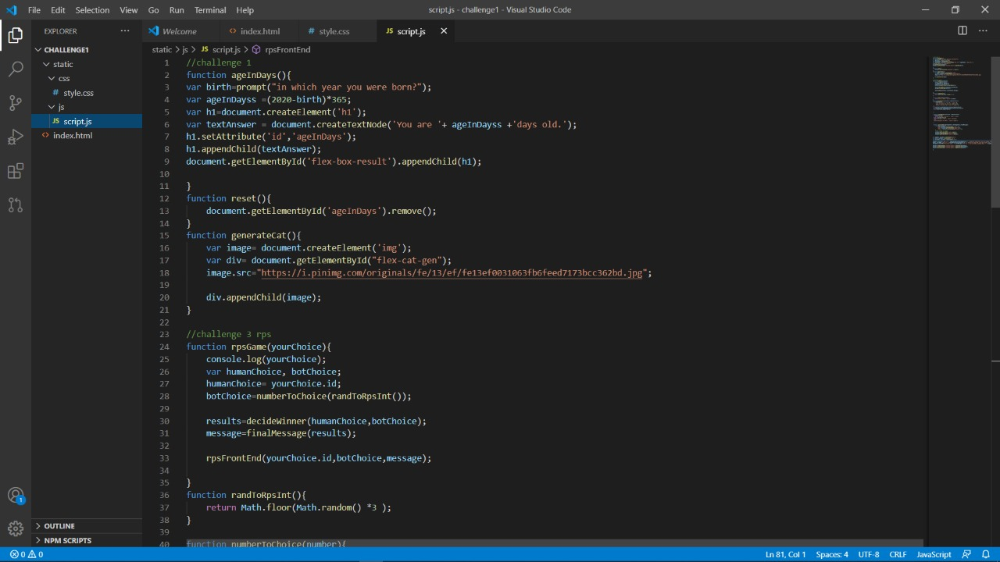 File Edit Selection View Go Run Terminal Help script.js - challenge1 - Visual Studio Code
EXPLORER ··· Welcome <> index.html # style.css JS script.js
CHALLENGE1 static > js > JS script.js > rpsFrontEnd
static
css
# style.css
js
JS script.js
<> index.html
1 //challenge 1
2 function ageInDays(){
3 var birth=prompt("in which year you were born?");
4 var ageInDayss =(2020-birth)*365;
5 var h1=document.createElement('h1');
6 var textAnswer = document.createTextNode('You are '+ ageInDayss +'days old.');
7 h1.setAttribute('id','ageInDays');
8 h1.appendChild(textAnswer);
9 document.getElementById('flex-box-result').appendChild(h1);
10
11 }
12 function reset(){
13 document.getElementById('ageInDays').remove();
14 }
15 function generateCat(){
16 var image= document.createElement('img');
17 var div= document.getElementById("flex-cat-gen");
18 image.src="https://i.pinimg.com/originals/fe/13/ef/fe13ef0031063fb6feed7173bcc362bd.jpg";
19
20 div.appendChild(image);
21 }
22
23 //challenge 3 rps
24 function rpsGame(yourChoice){
25 console.log(yourChoice);
26 var humanChoice, botChoice;
27 humanChoice= yourChoice.id;
28 botChoice=numberToChoice(randToRpsInt());
29
30 results=decideWinner(humanChoice,botChoice);
31 message=finalMessage(results);
32
33 rpsFrontEnd(yourChoice.id,botChoice,message);
34
35 }
36 function randToRpsInt(){
37 return Math.floor(Math.random() *3 );
38 }
39
40 function numberToChoice(number){
1
OUTLINE
NPM SCRIPTS
0 0 Ln 81, Col 1 Spaces: 4 UTF-8 CRLF JavaScript